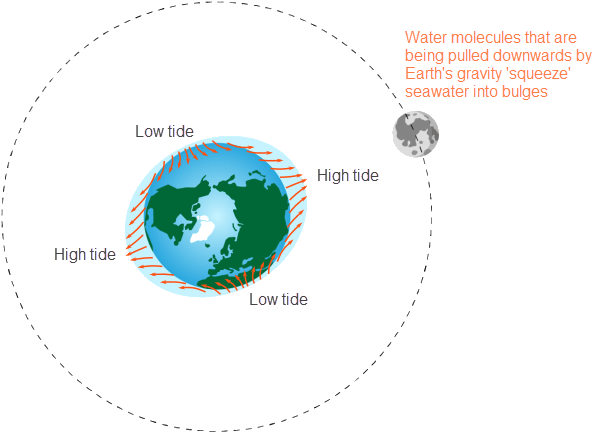 Water molecules that are
being pulled downwards by
Earth's gravity 'squeeze'
seawater into bulges
Low tide
High tide
High tide
Low tide